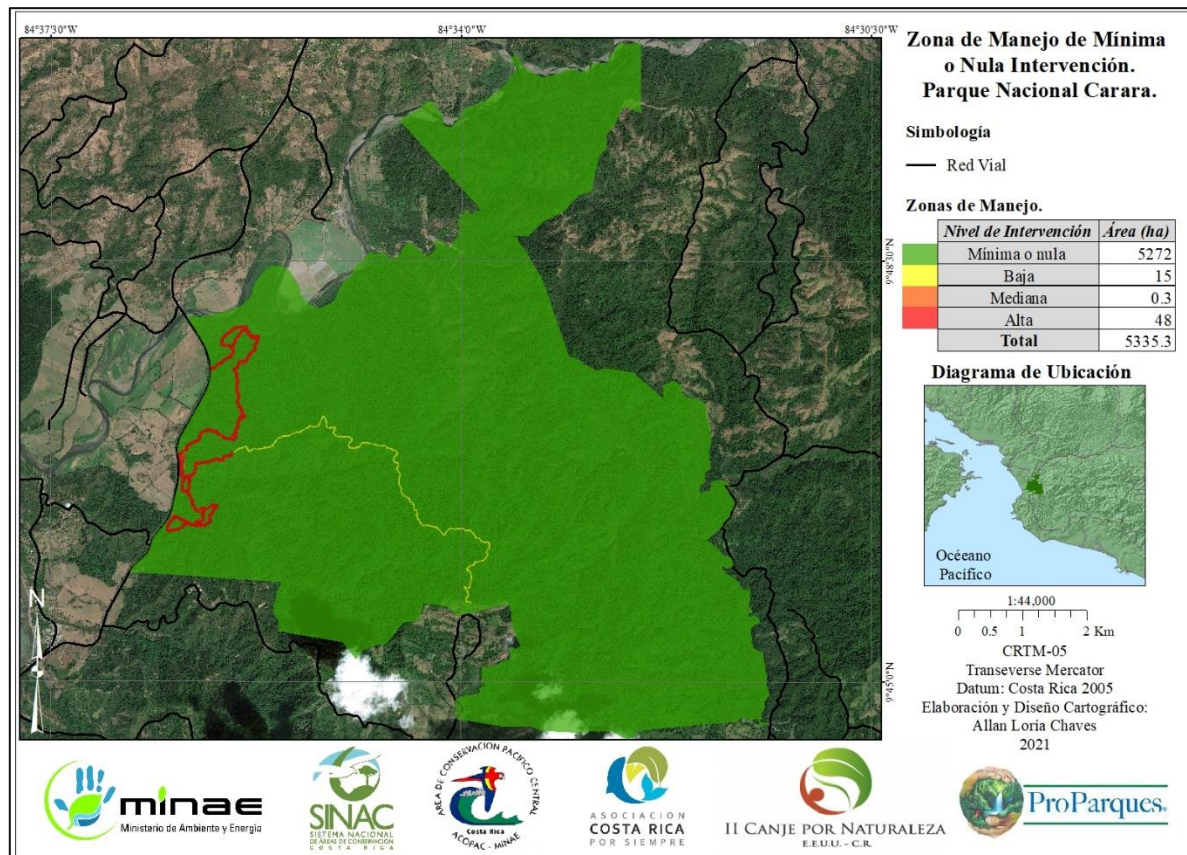 84°37'30"W
84°34'0"W
84°30'30"W
9°48'30"N
9°45'0"N
N
Zona de Manejo de Mínima
o Nula Intervención.
Parque Nacional Carara.
Simbología
Red Vial
Zonas de Manejo.
Nivel de Intervención Área (ha)
Mínima o nula 5272
Baja 15
Mediana 0.3
Alta 48
Total 5335.3
Diagrama de Ubicación
Océeano
Pacífico
1:44,000
0 0.5 1 2 Km
CRTM-05
Transeverse Mercator
Datum: Costa Rica 2005
Elaboración y Diseño Cartográfico:
Allan Loría Chaves
2021
minae
Ministerio de Ambiente y Energía
SINAC
SISTEMA NACIONAL
DE ÁREAS DE CONSERVACIÓN
COSTA RICA
AREA DE CONSERVACION PACIFICO CENTRAL
Costa Rica
ACOPAC - MINAE
ASOCIACIÓN
COSTA RICA
POR SIEMPRE
II CANJE POR NATURALEZA
E.E.U.U. - C.R.
ProParques